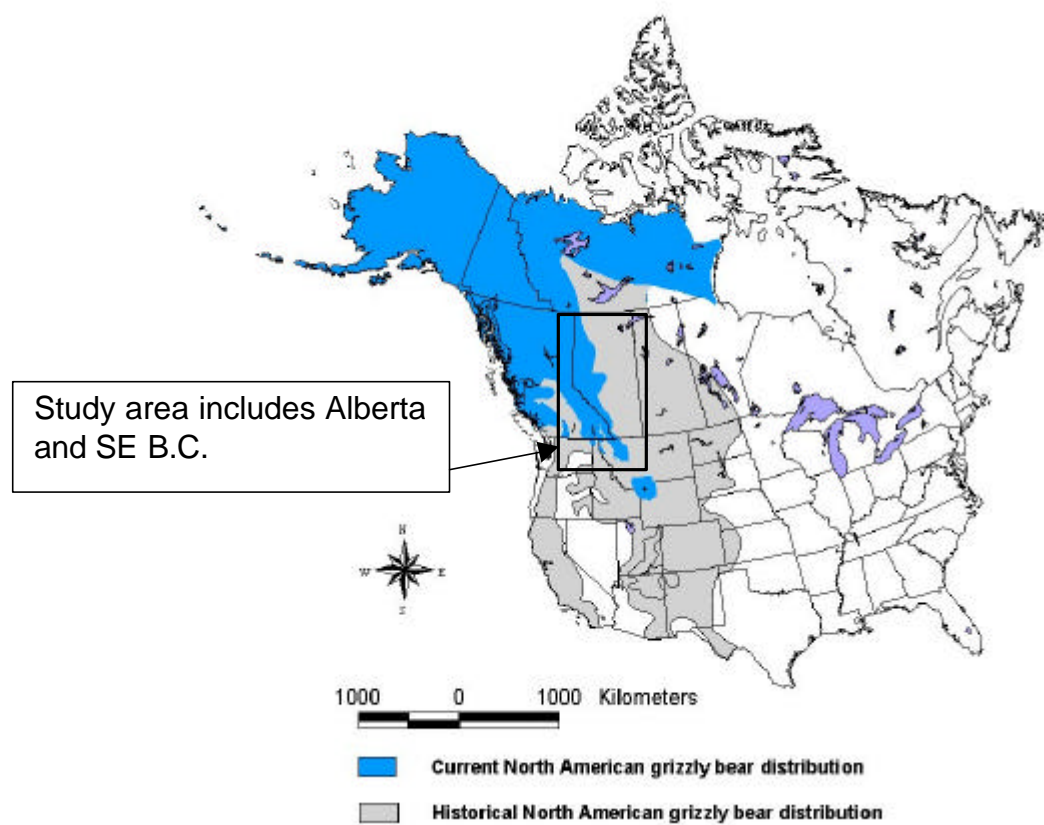 Study area includes Alberta
and SE B.C.
N
W E
S
1000 0 1000 Kilometers
Current North American grizzly bear distribution
Historical North American grizzly bear distribution